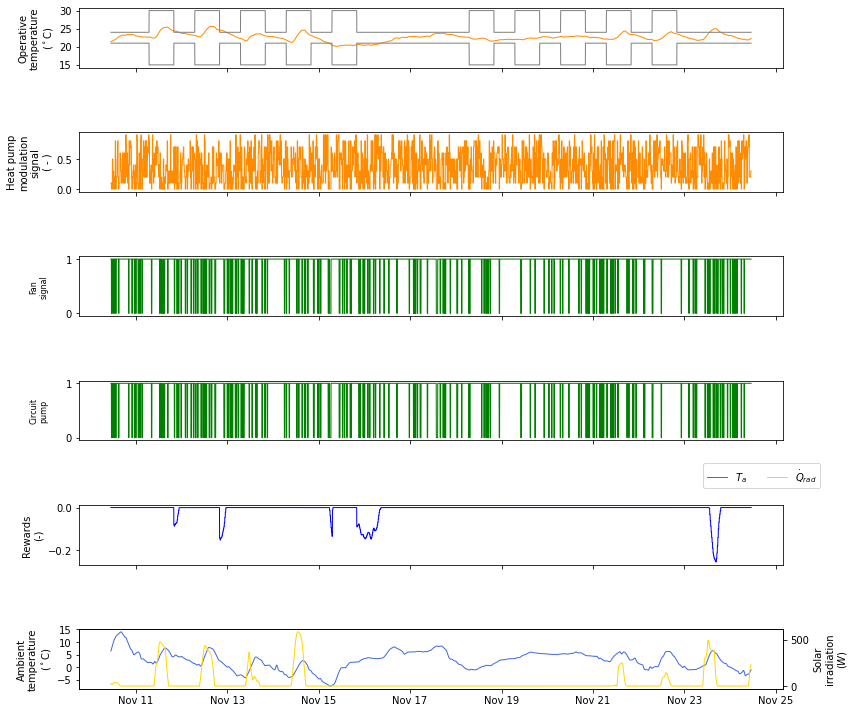 Operative
temperature
(°C)
30
25
20
15
Heat pump
modulation
signal
( - )
0.5
0.0
Fan
signal
1
0
Circuit
pump
1
0
T_a
Q̇_rad
Rewards
(-)
0.0
−0.2
Ambient
temperature
(°C)
15
10
5
0
−5
500
0
Solar
irradiation
(W)
Nov 11 Nov 13 Nov 15 Nov 17 Nov 19 Nov 21 Nov 23 Nov 25